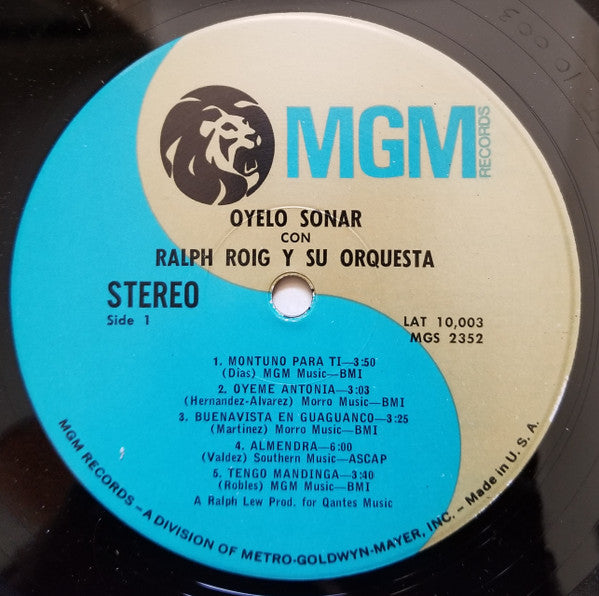 MGM
RECORDS
OYELO SONAR
CON
RALPH ROIG Y SU ORQUESTA
STEREO
Side 1
LAT 10,003
MGS 2352
1. MONTUNO PARA TI—3:50
(Dias) MGM Music—BMI
2. OYEME ANTONIA—3:03
(Hernandez-Alvarez) Morro Music—BMI
3. BUENAVISTA EN GUAGUANCO—3:25
(Martinez) Morro Music—BMI
4. ALMENDRA—6:00
(Valdez) Southern Music—ASCAP
5. TENGO MANDINGA—3:40
(Robles) MGM Music—BMI
A Ralph Lew Prod. for Qantes Music
MGM RECORDS – A DIVISION OF METRO-GOLDWYN-MAYER, INC. – Made in U. S. A.